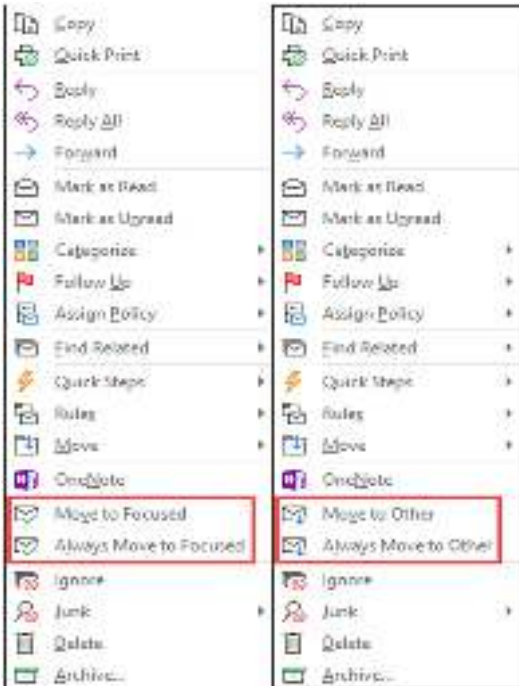 Copy
Quick Print
Reply
Reply All
Forward
Mark as Read
Mark as Unread
Categorize
Follow Up
Assign Policy
Find Related
Quick Steps
Rules
Move
OneNote
Move to Focused
Always Move to Focused
Ignore
Junk
Delete
Archive...
Copy
Quick Print
Reply
Reply All
Forward
Mark as Read
Mark as Unread
Categorize
Follow Up
Assign Policy
Find Related
Quick Steps
Rules
Move
OneNote
Move to Other
Always Move to Other
Ignore
Junk
Delete
Archive...